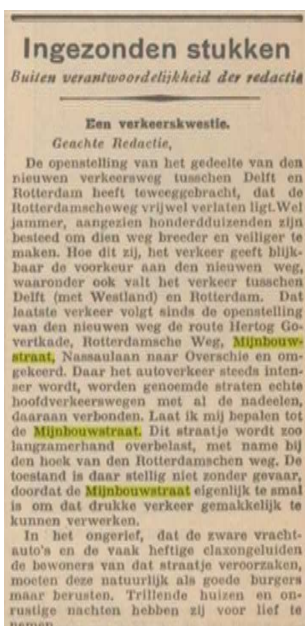 Ingezonden stukken
Buiten verantwoordelijkheid der redactie
Een verkeerskwestie.
Geachte Redactie,
De openstelling van het gedeelte van den
nieuwen verkeersweg tusschen Delft en
Rotterdam heeft teweeggebracht, dat de
Rotterdamscheweg vrijwel verlaten ligt.Wel
jammer, aangezien honderdduizenden zijn
besteed om dien weg breeder en veiliger te
maken. Hoe dit zij, het verkeer geeft blijk-
baar de voorkeur aan den nieuwen weg,
waaronder ook valt het verkeer tusschen
Delft (met Westland) en Rotterdam. Dat
laatste verkeer volgt sinds de openstelling
van den nieuwen weg de route Hertog Go-
vertkade, Rotterdamsche Weg, Mijnbouw-
straat, Nassaulaan naar Overschie en om-
gekeerd. Daar het autoverkeer steeds inten-
ser wordt, worden genoemde straten echte
hoofdverkeerswegen met al de nadeelen,
daaraan verbonden. Laat ik mij bepalen tot
de Mijnbouwstraat. Dit straatje wordt zoo
langzamerhand overbelast, met name bij
den hoek van den Rotterdamschen weg. De
toestand is daar stellig niet zonder gevaar,
doordat de Mijnbouwstraat eigenlijk te smal
is om dat drukke verkeer gemakkelijk te
kunnen verwerken.
In het ongerief, dat de zware vracht-
auto's en de vaak heftige claxongeluiden
de bewoners van dat straatje veroorzaken,
moeten deze natuurlijk als goede burgers
maar berusten. Trillende huizen en on-
rustige nachten hebben zij voor lief te
nemen